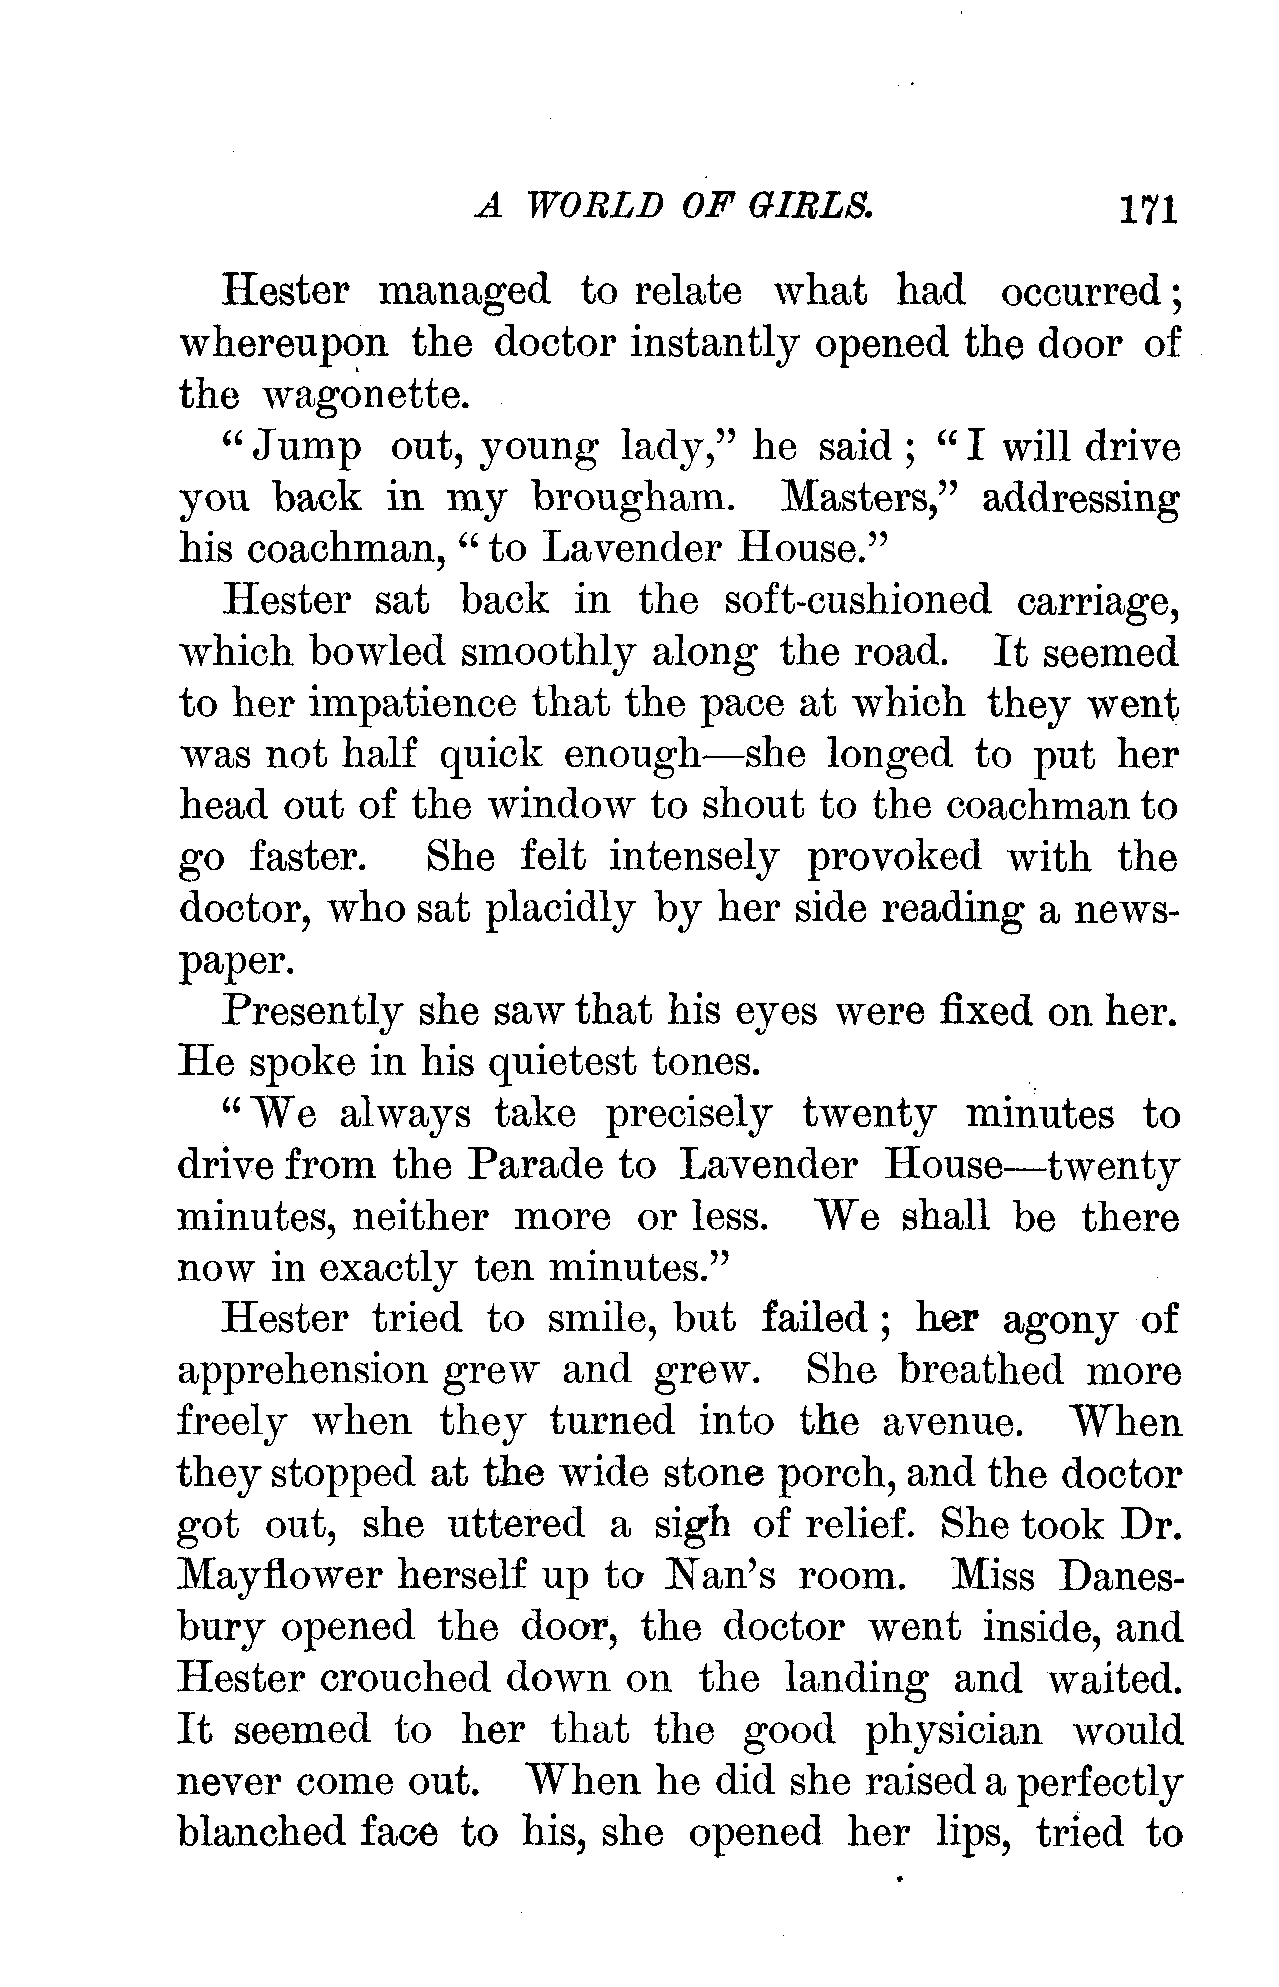 A WORLD OF GIRLS. 171
Hester managed to relate what had occurred;
whereupon the doctor instantly opened the door of
the wagonette.
"Jump out, young lady," he said; "I will drive
you back in my brougham. Masters," addressing
his coachman, "to Lavender House."
Hester sat back in the soft-cushioned carriage,
which bowled smoothly along the road. It seemed
to her impatience that the pace at which they went
was not half quick enough—she longed to put her
head out of the window to shout to the coachman to
go faster. She felt intensely provoked with the
doctor, who sat placidly by her side reading a news-
paper.
Presently she saw that his eyes were fixed on her.
He spoke in his quietest tones.
"We always take precisely twenty minutes to
drive from the Parade to Lavender House—twenty
minutes, neither more or less. We shall be there
now in exactly ten minutes."
Hester tried to smile, but failed; her agony of
apprehension grew and grew. She breathed more
freely when they turned into the avenue. When
they stopped at the wide stone porch, and the doctor
got out, she uttered a sigh of relief. She took Dr.
Mayflower herself up to Nan's room. Miss Danes-
bury opened the door, the doctor went inside, and
Hester crouched down on the landing and waited.
It seemed to her that the good physician would
never come out. When he did she raised a perfectly
blanched face to his, she opened her lips, tried to